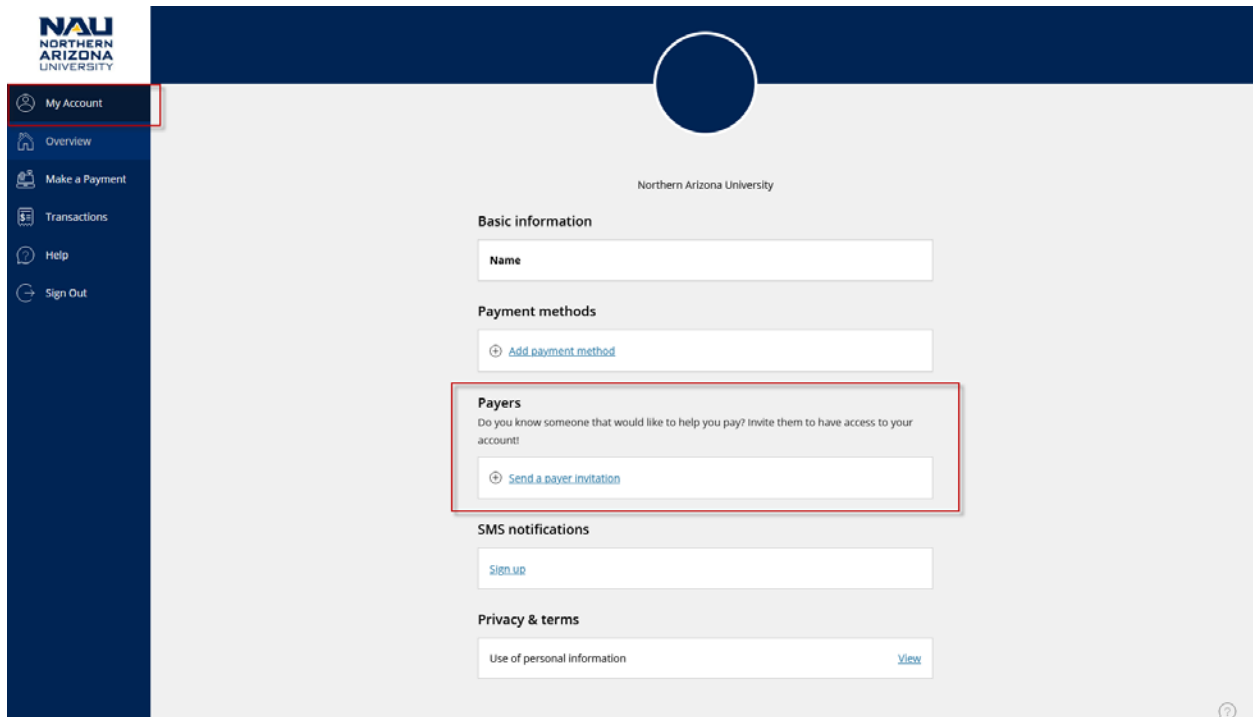 NAU
NORTHERN
ARIZONA
UNIVERSITY
My Account
Overview
Make a Payment
Transactions
Help
Sign Out
Northern Arizona University
Basic information
Name
Payment methods
Add payment method
Payers
Do you know someone that would like to help you pay? Invite them to have access to your
account!
Send a payer invitation
SMS notifications
Sign up
Privacy & terms
Use of personal information View
?